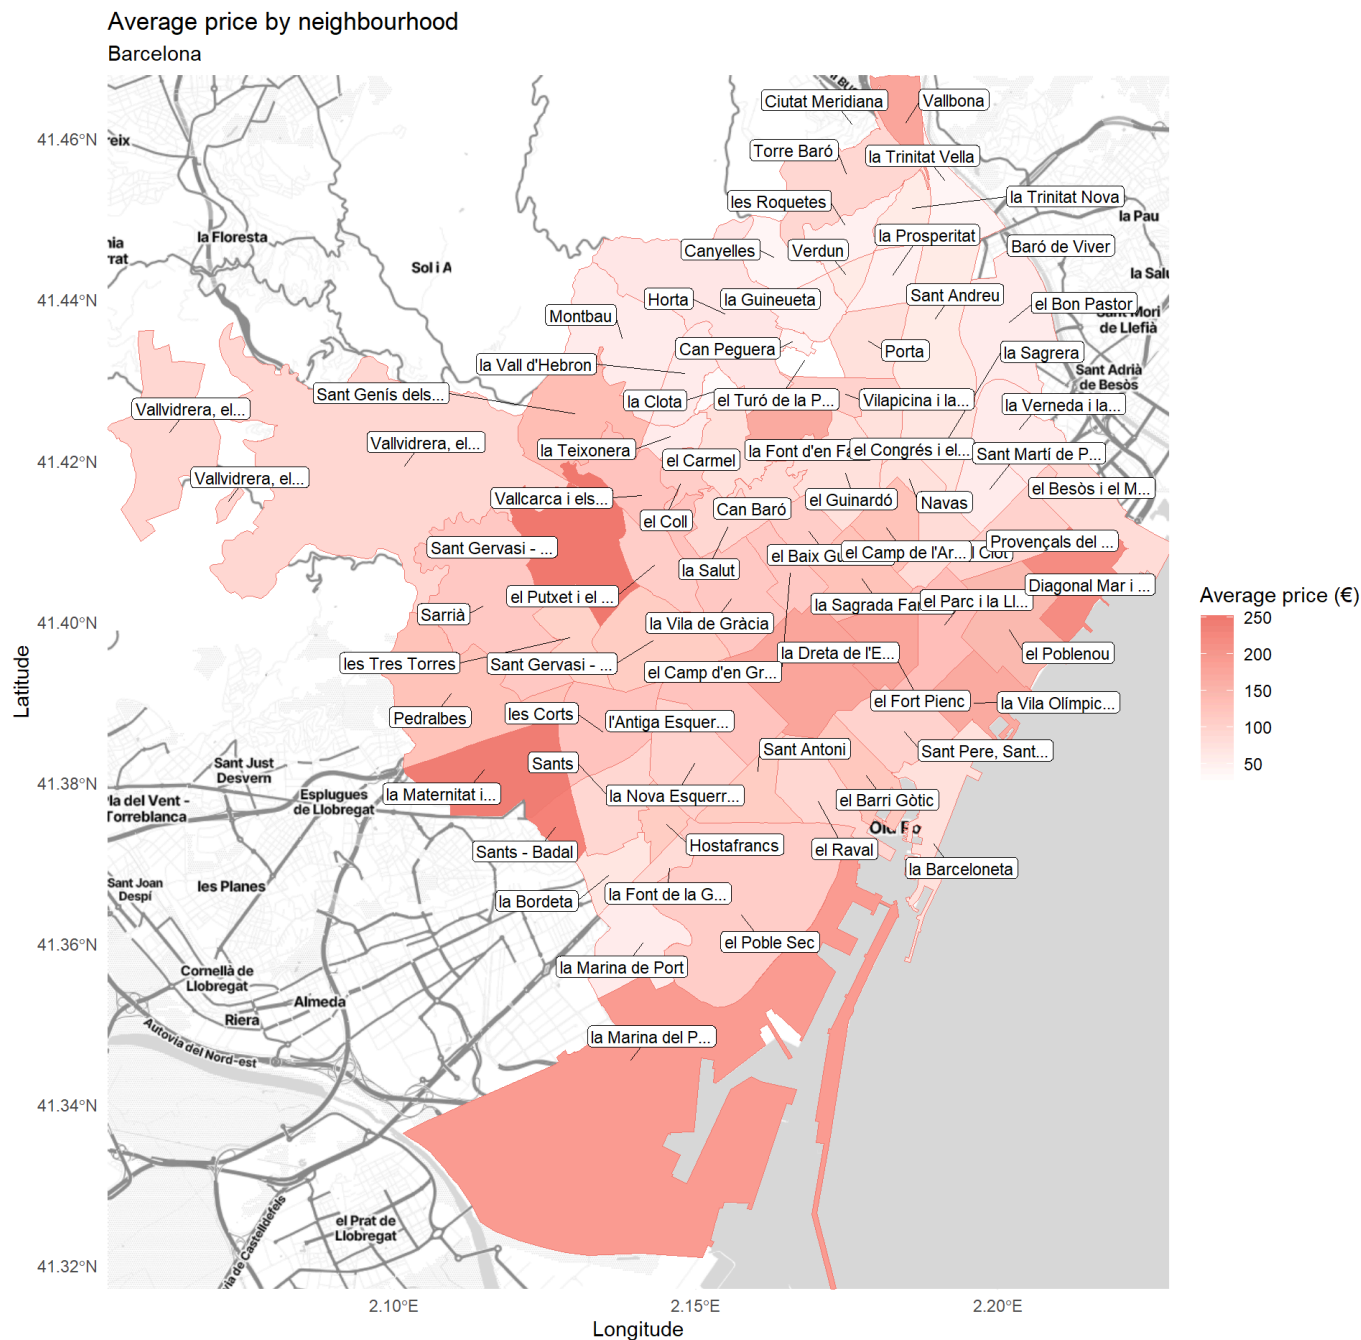 Average price by neighbourhood
Barcelona
Ciutat Meridiana
Vallbona
41.46°N
reix
Torre Baró
la Trinitat Vella
les Roquetes
la Trinitat Nova
la Pau
la Floresta
la Prosperitat
nia
rrat
Canyelles
Verdun
Baró de Viver
Sol i A
la Salu
41.44°N
Horta
la Guineueta
Sant Andreu
el Bon Pastor
Montbau
Sant Mori
de Llefià
Can Peguera
Porta
la Sagrera
la Vall d'Hebron
Sant Adrià
de Besòs
Sant Genís dels...
la Clota
el Turó de la P...
Vilapicina i la...
la Verneda i la...
Vallvidrera, el...
Vallvidrera, el...
la Teixonera
la Font d'en Fa
el Congrés i el...
Sant Martí de P...
41.42°N
el Carmel
Vallvidrera, el...
Vallcarca i els...
el Guinardó
Navas
el Besòs i el M...
el Coll
Can Baró
Sant Gervasi - ...
el Baix Gu
el Camp de l'Ar...
l Clot
Provençals del ...
la Salut
Diagonal Mar i ...
el Putxet i el ...
Sarrià
la Sagrada Fa
el Parc i la Ll...
41.40°N
la Vila de Gràcia
les Tres Torres
Sant Gervasi - ...
la Dreta de l'E...
el Poblenou
el Camp d'en Gr...
el Fort Pienc
la Vila Olímpic...
Pedralbes
les Corts
l'Antiga Esquer...
Sant Antoni
Sant Pere, Sant...
Sant Just
Desvern
Sants
41.38°N
la Maternitat i...
la Nova Esquerr...
el Barri Gòtic
Pla del Vent -
Torreblanca
Esplugues
de Llobregat
Old Po
Sants - Badal
Hostafrancs
el Raval
la Barceloneta
Sant Joan
Despí
les Planes
la Bordeta
la Font de la G...
41.36°N
el Poble Sec
la Marina de Port
Cornellà de
Llobregat
Almeda
Riera
Autovia del Nord-est
la Marina del P...
41.34°N
el Prat de
Llobregat
via de Castelldefels
41.32°N
2.10°E
2.15°E
2.20°E
Longitude
Latitude
Average price (€)
250
200
150
100
50